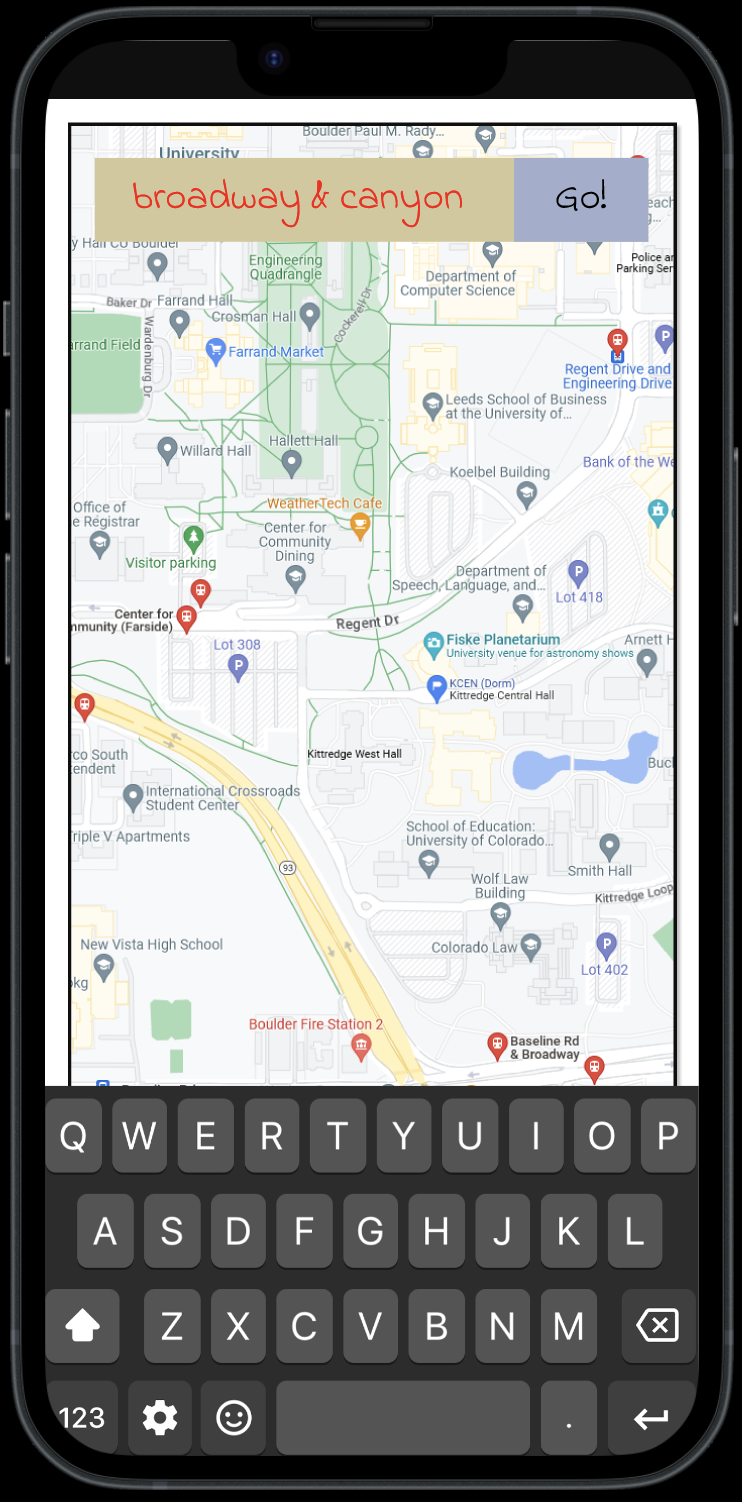 Boulder Paul M. Rady...
University
broadway & canyon
Go!
y Hall CU Boulder
Engineering
Quadrangle
Department of
Computer Science
Police an
Parking Ser
Baker Dr
Farrand Hall
Crosman Hall
Cockerell Dr
arrand Field
Wardenburg Dr
Farrand Market
Regent Drive and
Engineering Drive
Leeds School of Business
at the University of...
Willard Hall
Hallett Hall
Koelbel Building
Bank of the We
Office of
e Registrar
WeatherTech Cafe
Center for
Community
Dining
Visitor parking
Department of
Speech, Language, and...
P
Lot 418
Center for
mmunity (Farside)
Regent Dr
Lot 308
P
Fiske Planetarium
University venue for astronomy shows
Arnett H
KCEN (Dorm)
Kittredge Central Hall
Kittredge West Hall
rco South
tendent
Buc
International Crossroads
Student Center
Triple V Apartments
School of Education:
University of Colorado...
Smith Hall
93
Wolf Law
Building
Kittredge Loop
New Vista High School
Colorado Law
P
Lot 402
pkg
Boulder Fire Station 2
Baseline Rd
& Broadway
Q W E R T Y U I O P
A S D F G H J K L
Z X C V B N M
123 .